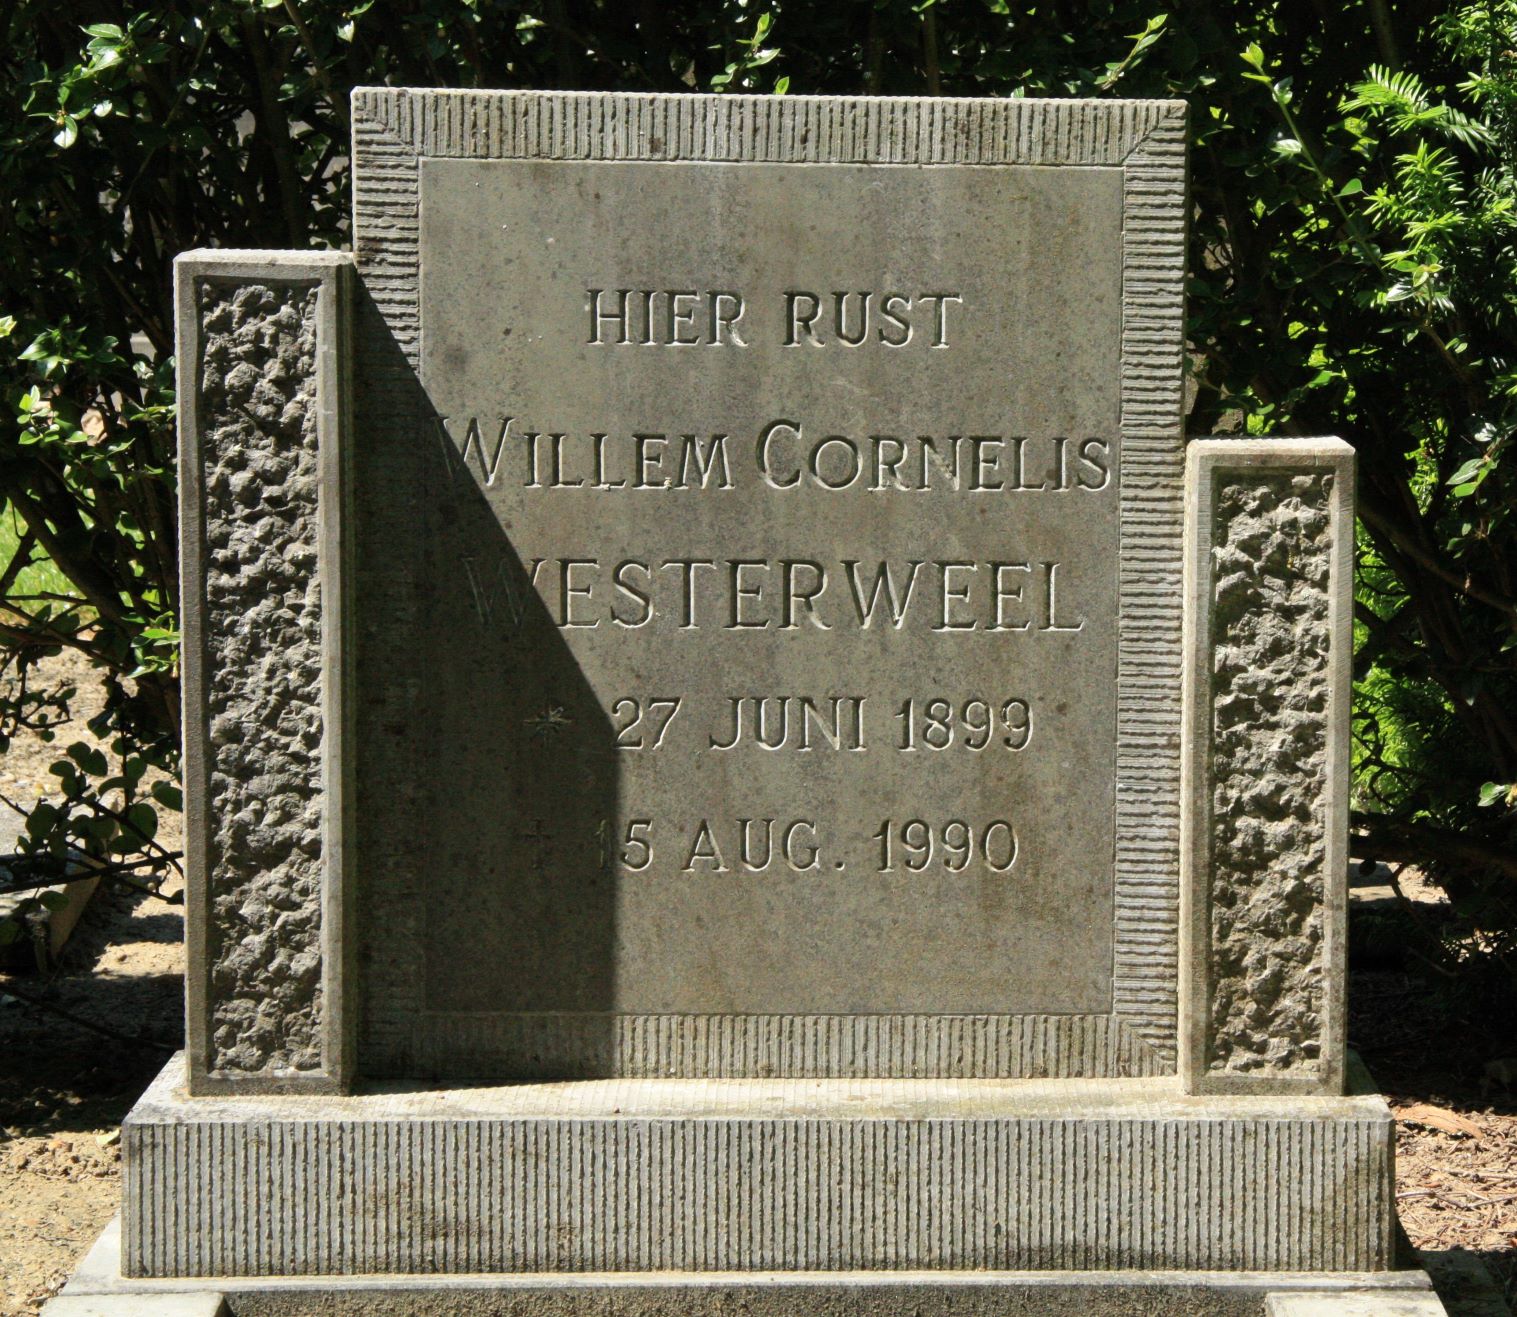 HIER RUST
WILLEM CORNELIS
WESTERWEEL
* 27 JUNI 1899
+ 15 AUG. 1990